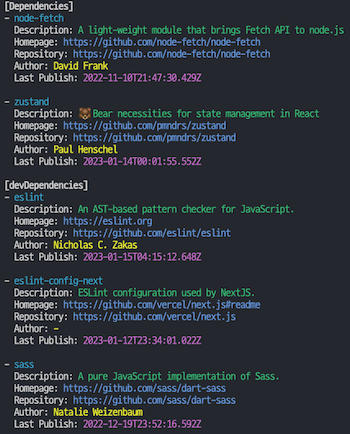 [Dependencies]
– node-fetch
Description: A light-weight module that brings Fetch API to node.js
Homepage: https://github.com/node-fetch/node-fetch
Repository: https://github.com/node-fetch/node-fetch
Author: David Frank
Last Publish: 2022-11-10T21:47:30.429Z
– zustand
Description: 🐻 Bear necessities for state management in React
Homepage: https://github.com/pmndrs/zustand
Repository: https://github.com/pmndrs/zustand
Author: Paul Henschel
Last Publish: 2023-01-14T00:01:55.552Z
[devDependencies]
– eslint
Description: An AST-based pattern checker for JavaScript.
Homepage: https://eslint.org
Repository: https://github.com/eslint/eslint
Author: Nicholas C. Zakas
Last Publish: 2023-01-15T04:15:12.648Z
– eslint-config-next
Description: ESLint configuration used by NextJS.
Homepage: https://github.com/vercel/next.js#readme
Repository: https://github.com/vercel/next.js
Author: –
Last Publish: 2023-01-12T23:34:01.022Z
– sass
Description: A pure JavaScript implementation of Sass.
Homepage: https://github.com/sass/dart-sass
Repository: https://github.com/sass/dart-sass
Author: Natalie Weizenbaum
Last Publish: 2022-12-19T23:52:16.592Z